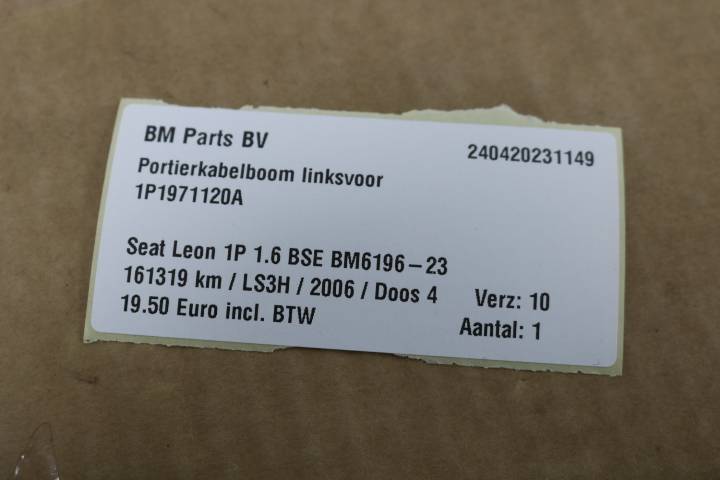 BM Parts BV 240420231149
Portierkabelboom linksvoor
1P1971120A
Seat Leon 1P 1.6 BSE BM6196-23
161319 km / LS3H / 2006 / Doos 4 Verz: 10
19.50 Euro incl. BTW Aantal: 1